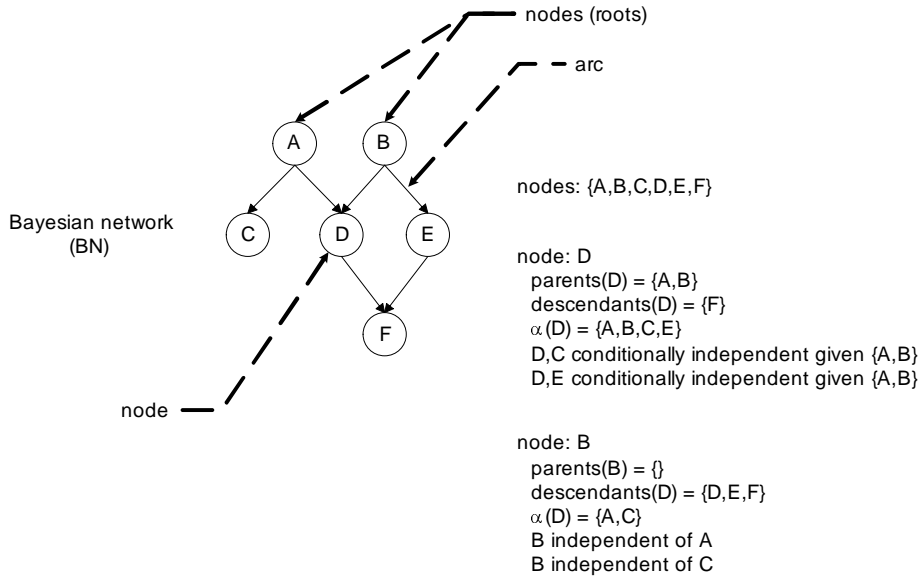 nodes (roots)
arc
A
B
nodes: {A,B,C,D,E,F}
Bayesian network
(BN)
C
D
E
node: D
parents(D) = {A,B}
descendants(D) = {F}
α(D) = {A,B,C,E}
D,C conditionally independent given {A,B}
D,E conditionally independent given {A,B}
F
node
node: B
parents(B) = {}
descendants(D) = {D,E,F}
α(D) = {A,C}
B independent of A
B independent of C